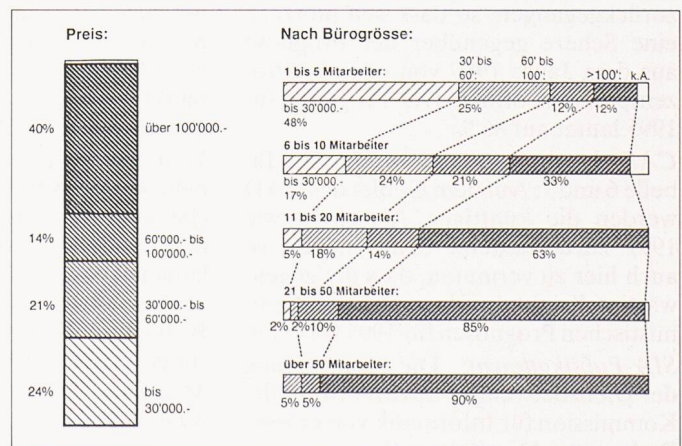 Preis:
40%
über 100'000.-
14%
60'000.- bis
100'000.-
21%
30'000.- bis
60'000.-
24%
bis
30'000.-
Nach Bürogrösse:
1 bis 5 Mitarbeiter:
30' bis
60':
60' bis
100':
>100':
k.A.
bis 30'000.-
48%
25%
12%
12%
6 bis 10 Mitarbeiter
bis 30'000.-
17%
24%
21%
33%
11 bis 20 Mitarbeiter:
5%
18%
14%
63%
21 bis 50 Mitarbeiter:
2%
2%
10%
85%
über 50 Mitarbeiter:
5%
5%
90%